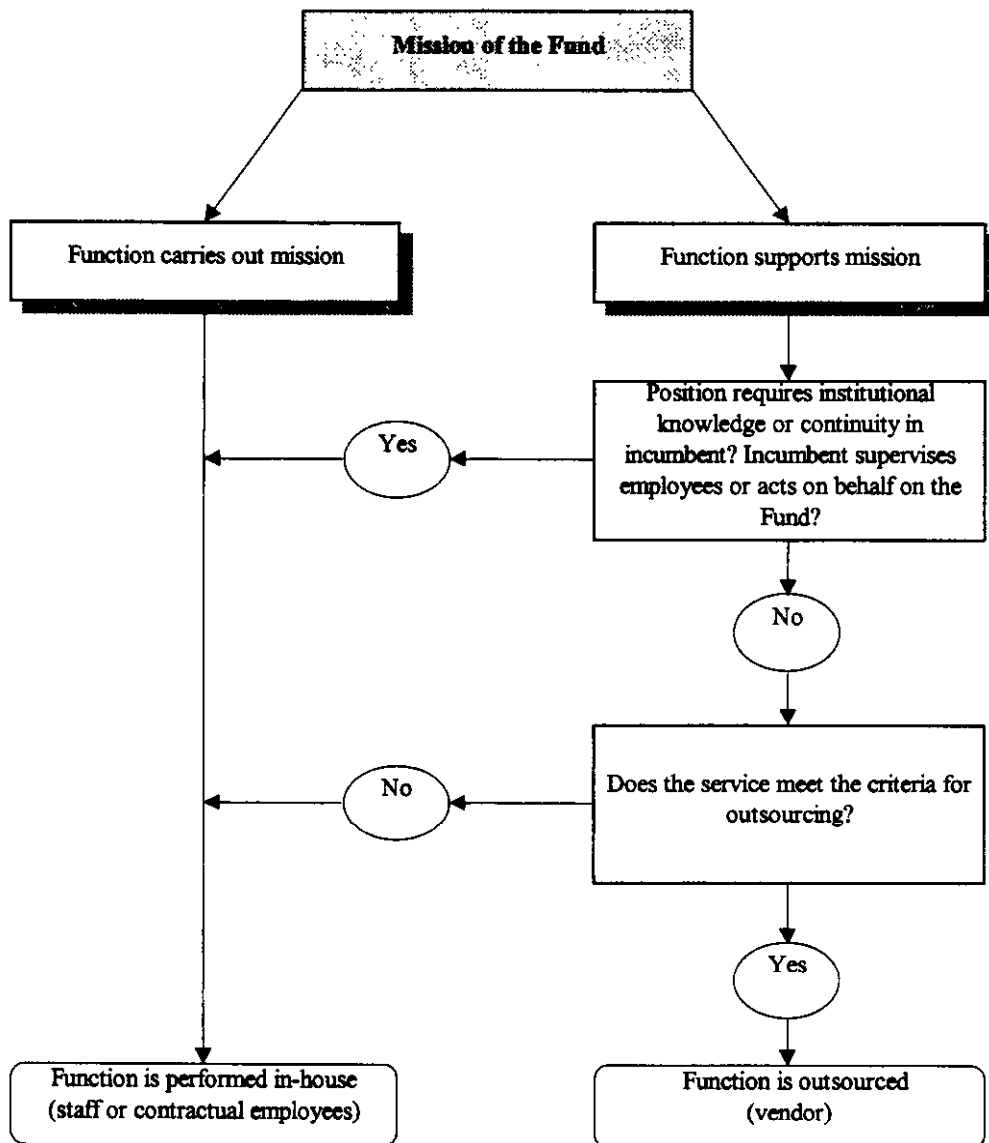 Mission of the Fund
Function carries out mission
Function supports mission
Position requires institutional
knowledge or continuity in
incumbent? Incumbent supervises
employees or acts on behalf on the
Fund?
Yes
No
Does the service meet the criteria for
outsourcing?
No
Yes
Function is performed in-house
(staff or contractual employees)
Function is outsourced
(vendor)